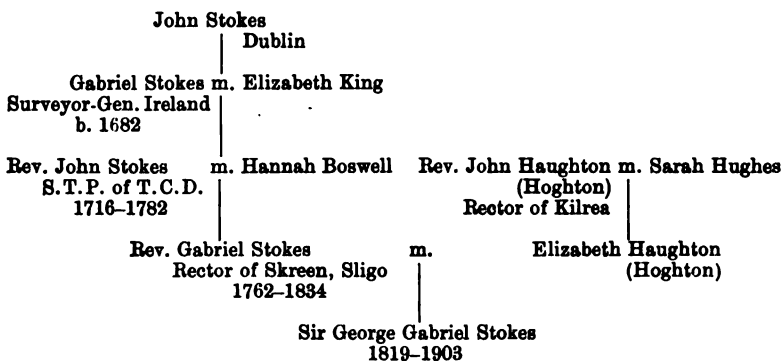 John Stokes
Dublin
Gabriel Stokes m. Elizabeth King
Surveyor-Gen. Ireland
b. 1682
Rev. John Stokes m. Hannah Boswell Rev. John Haughton m. Sarah Hughes
S.T.P. of T.C.D. (Hoghton)
1716–1782 Rector of Kilrea
Rev. Gabriel Stokes m. Elizabeth Haughton
Rector of Skreen, Sligo (Hoghton)
1762–1834
Sir George Gabriel Stokes
1819–1903